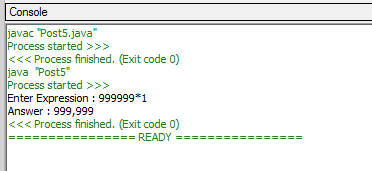 Console
javac "Post5.java"
Process started >>>
<<< Process finished. (Exit code 0)
java  "Post5"
Process started >>>
Enter Expression : 999999*1
Answer : 999,999
<<< Process finished. (Exit code 0)
================ READY ================